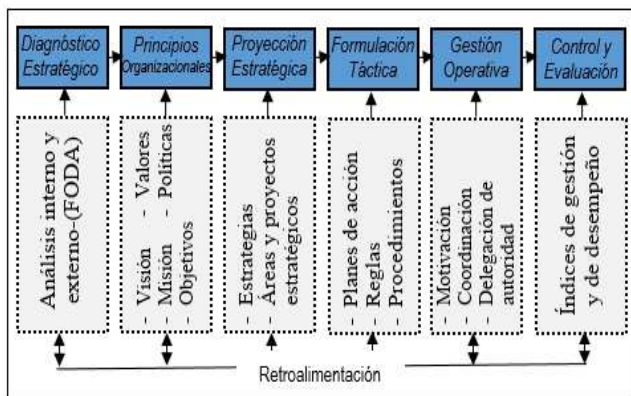 Diagnóstico
Estratégico
Principios
Organizacionales
Proyección
Estratégica
Formulación
Tàctica
Gestión
Operativa
Control y
Evaluación
Análisis interno y
externo-(FODA)
- Visión - Valores
- Misión - Políticas
- Objetivos
- Estrategias
- Áreas y proyectos
estratégicos
- Planes de acción
- Reglas
- Procedimientos
- Motivación
- Coordinación
- Delegación de
autoridad
Índices de gestión
y de desempeño
Retroalimentación